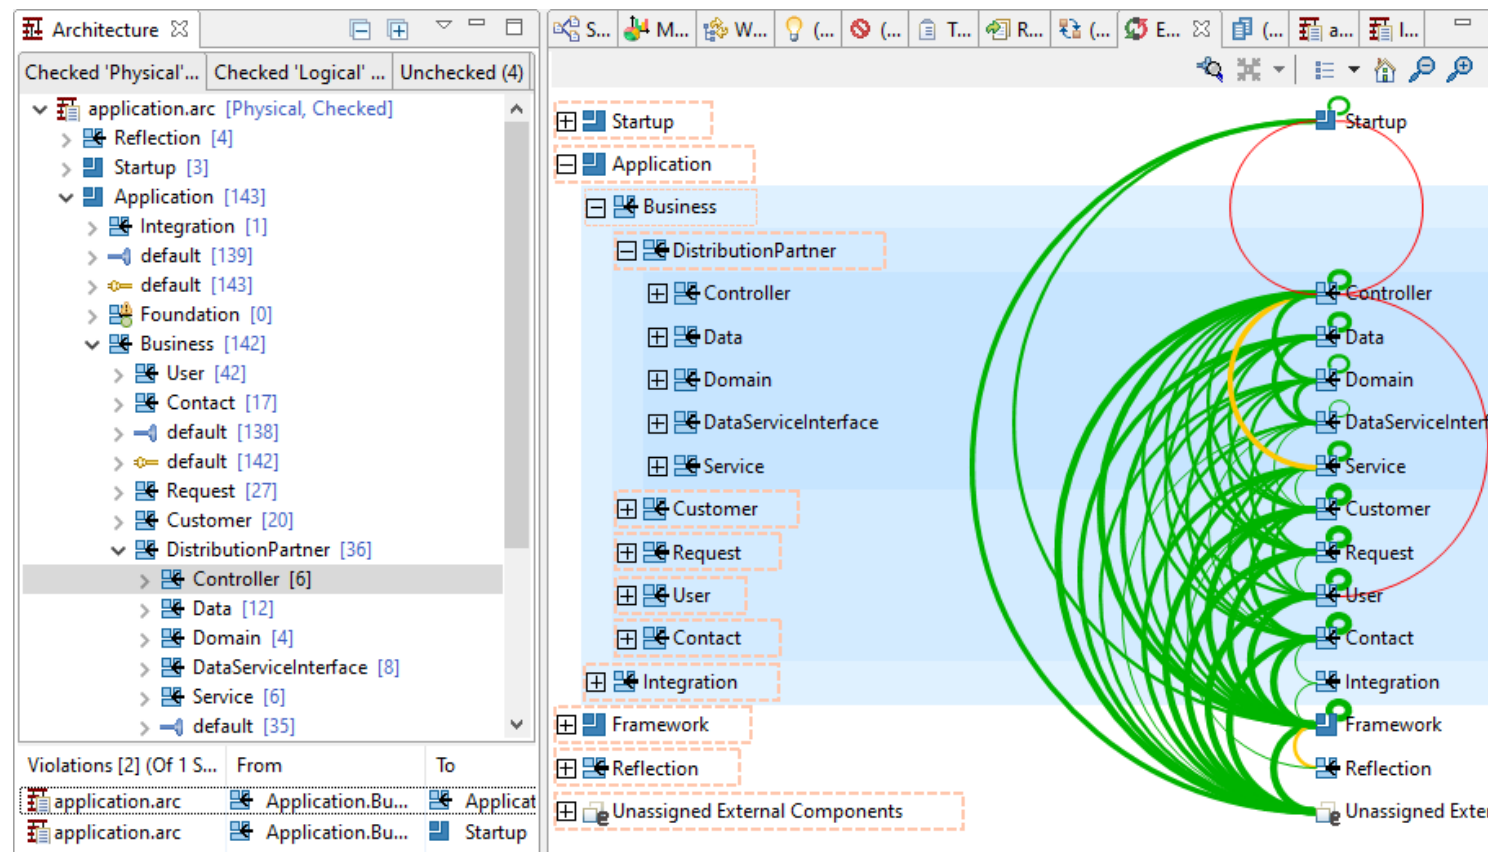 Architecture
Checked 'Physical'... Checked 'Logical' ... Unchecked (4)
application.arc [Physical, Checked]
Reflection [4]
Startup [3]
Application [143]
Integration [1]
default [139]
default [143]
Foundation [0]
Business [142]
User [42]
Contact [17]
default [138]
default [142]
Request [27]
Customer [20]
DistributionPartner [36]
Controller [6]
Data [12]
Domain [4]
DataServiceInterface [8]
Service [6]
default [35]
Violations [2] (Of 1 S... From To
application.arc Application.Bu... Applicat
application.arc Application.Bu... Startup
S... M... W... (... (... T... R... (... E... (... a... I...
Startup
Application
Business
DistributionPartner
Controller
Data
Domain
DataServiceInterface
Service
Customer
Request
User
Contact
Integration
Framework
Reflection
Unassigned External Components
Startup
Controller
Data
Domain
DataServiceInterf
Service
Customer
Request
User
Contact
Integration
Framework
Reflection
Unassigned Exter